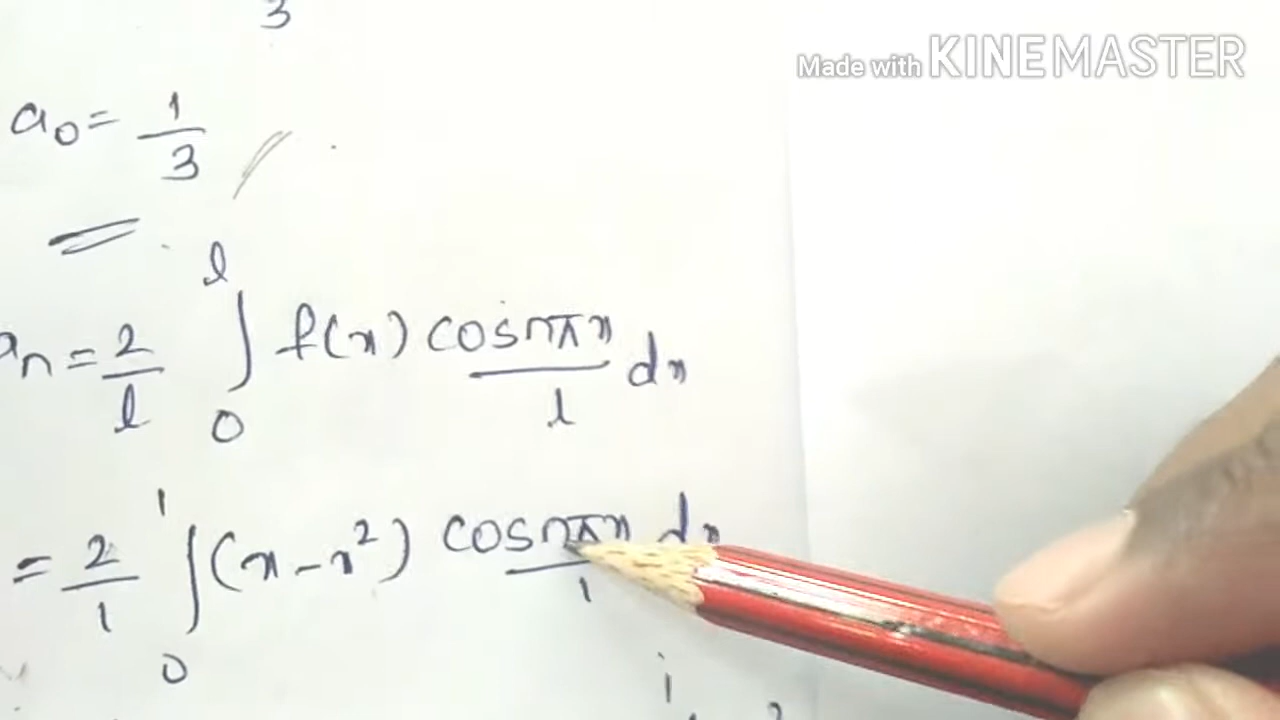 3
Made with KINEMASTER
a₀ = 1/3
aₙ = 2/l ∫₀ˡ f(x) cos nπx/l dx
= 2/1 ∫₀¹ (x - x²) cos nπx/1 dx